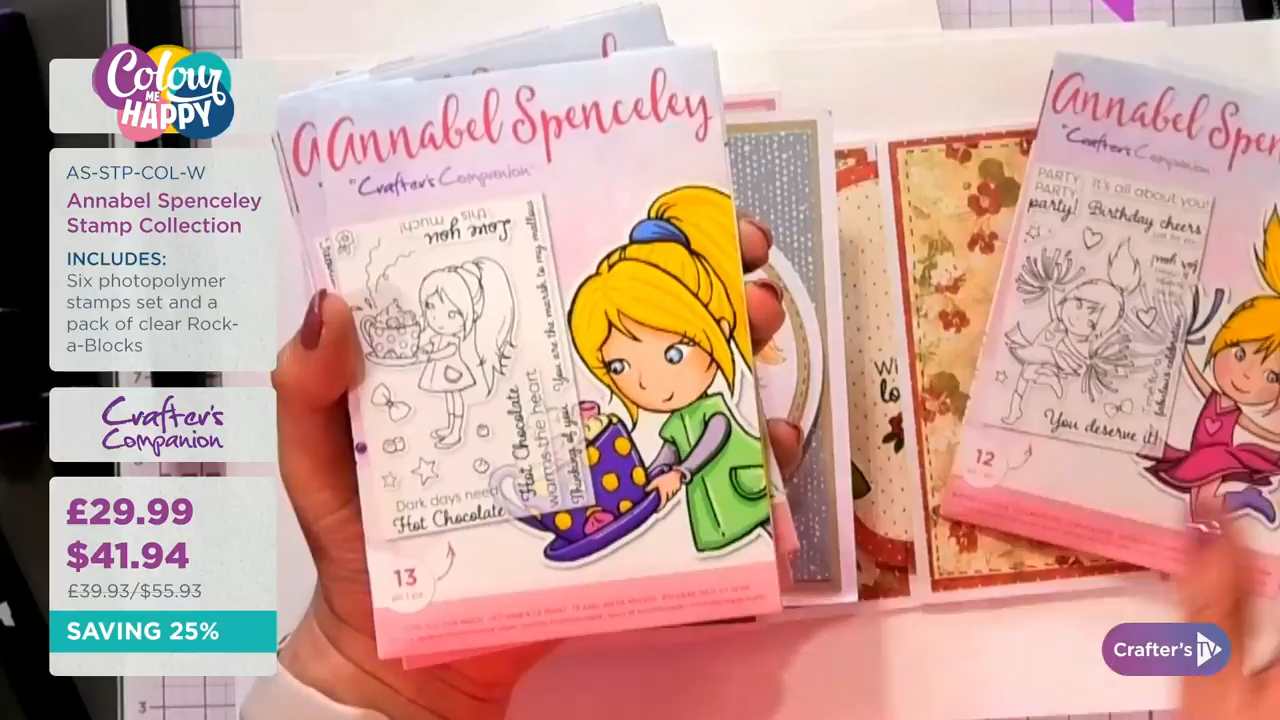 Colour
ME
HAPPY
AS-STP-COL-W
Annabel Spenceley
Stamp Collection
INCLUDES:
Six photopolymer
stamps set and a
pack of clear Rock-
a-Blocks
Crafter's
Companion
£29.99
$41.94
£39.93/$55.93
SAVING 25%
Annabel Spenceley
Crafter's Companion
Love you
this
much!
Hot Chocolate
warms the heart
Thinking of you
You are the marsh to my mallow
Dark days need
Hot Chocolate
13
Annabel Spen
Crafter's Companion
PARTY
PARTY
party!
it's all about you!
Birthday cheers
just for you
You deserve it!
12
Crafter's TV